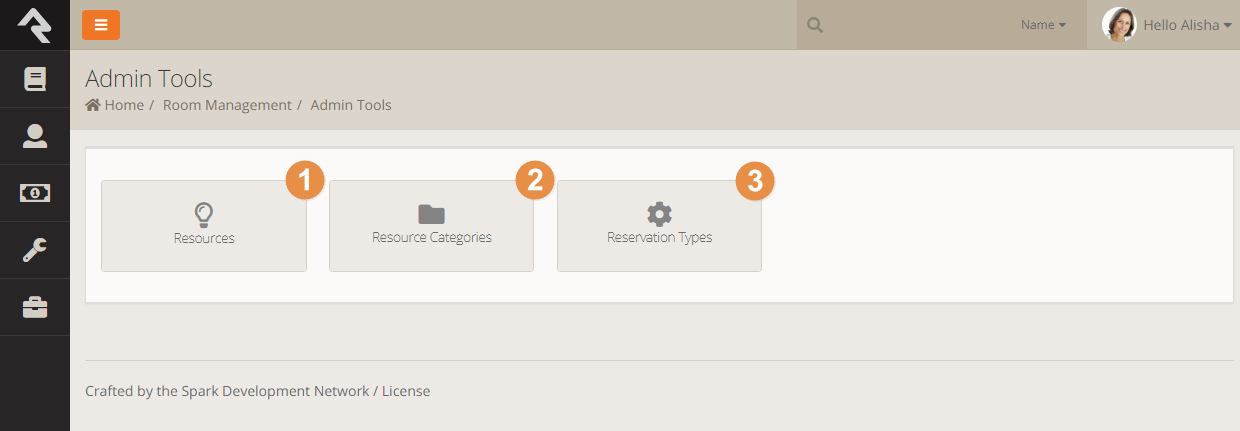 Name
Hello Alisha
Admin Tools
Home / Room Management / Admin Tools
1
2
3
1
Resources
Resource Categories
Reservation Types
Crafted by the Spark Development Network / License